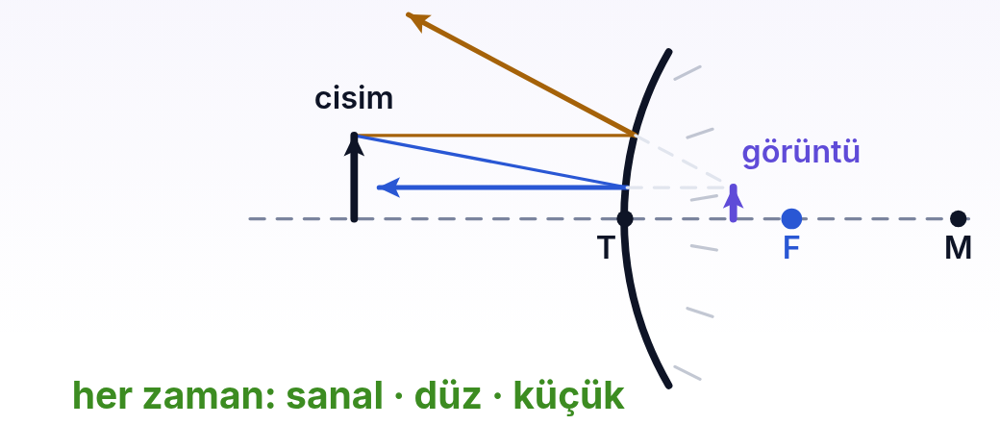 cisim
görüntü
T
F
M
her zaman: sanal · düz · küçük